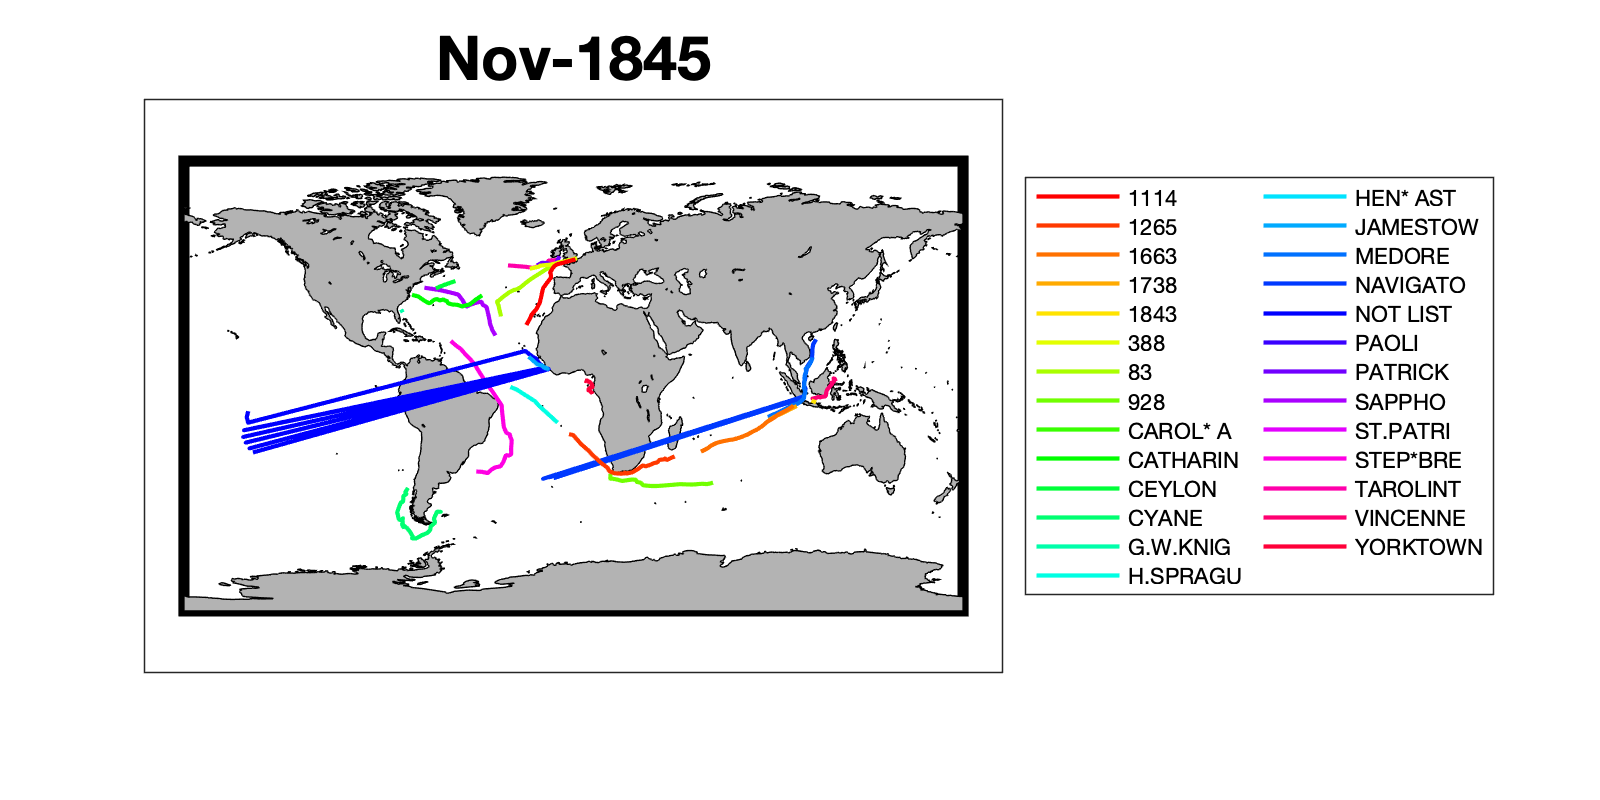 Nov-1845
1114
1265
1663
1738
1843
388
83
928
CAROL* A
CATHARIN
CEYLON
CYANE
G.W.KNIG
H.SPRAGU
HEN* AST
JAMESTOW
MEDORE
NAVIGATO
NOT LIST
PAOLI
PATRICK
SAPPHO
ST.PATRI
STEP*BRE
TAROLINT
VINCENNE
YORKTOWN